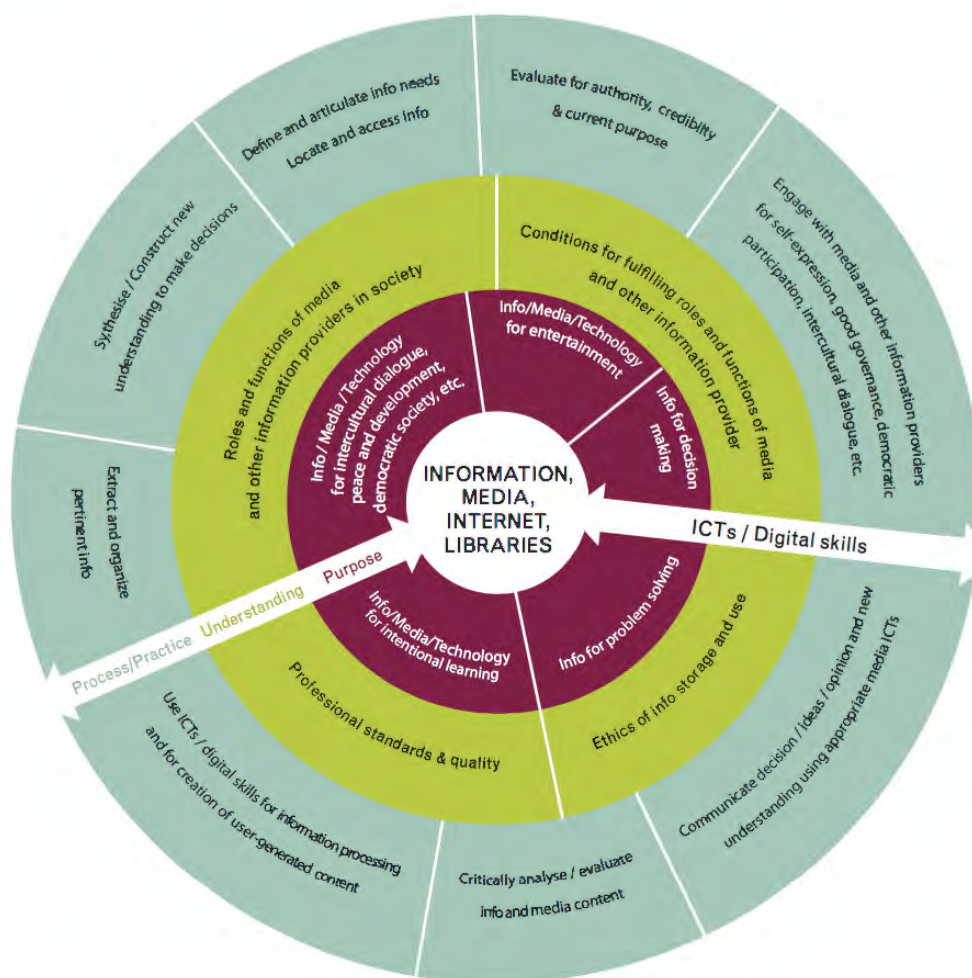 Define and articulate info needs
Locate and access Info
Evaluate for authority, credibilty
& current purpose
Engage with media and other information providers
for self-expression, good governance, democratic
participation, intercultural dialogue, etc
Communicate decision / ideas / opinion and new
understanding using appropriate media ICTs
Critically analyse / evaluate
info and media content
Use ICTs / digital skills for information processing
and for creation of user-generated content
Extract and organize
pertinent info
Sythesise / Construct new
understanding to make decisions
Roles and functions of media
and other information providers in society
Conditions for fulfilling roles and functions of media
and other information provider
Ethics of info storage and use
Professional standards & quality
Info / Media / Technology
for intercultural dialogue,
peace and development,
democratic society, etc.
Info/Media/Technology
for entertainment
Info for decision
making
Info for problem solving
Info/Media/Technology
for intentional learning
INFORMATION,
MEDIA,
INTERNET,
LIBRARIES
ICTs / Digital skills
Process/Practice Understanding Purpose